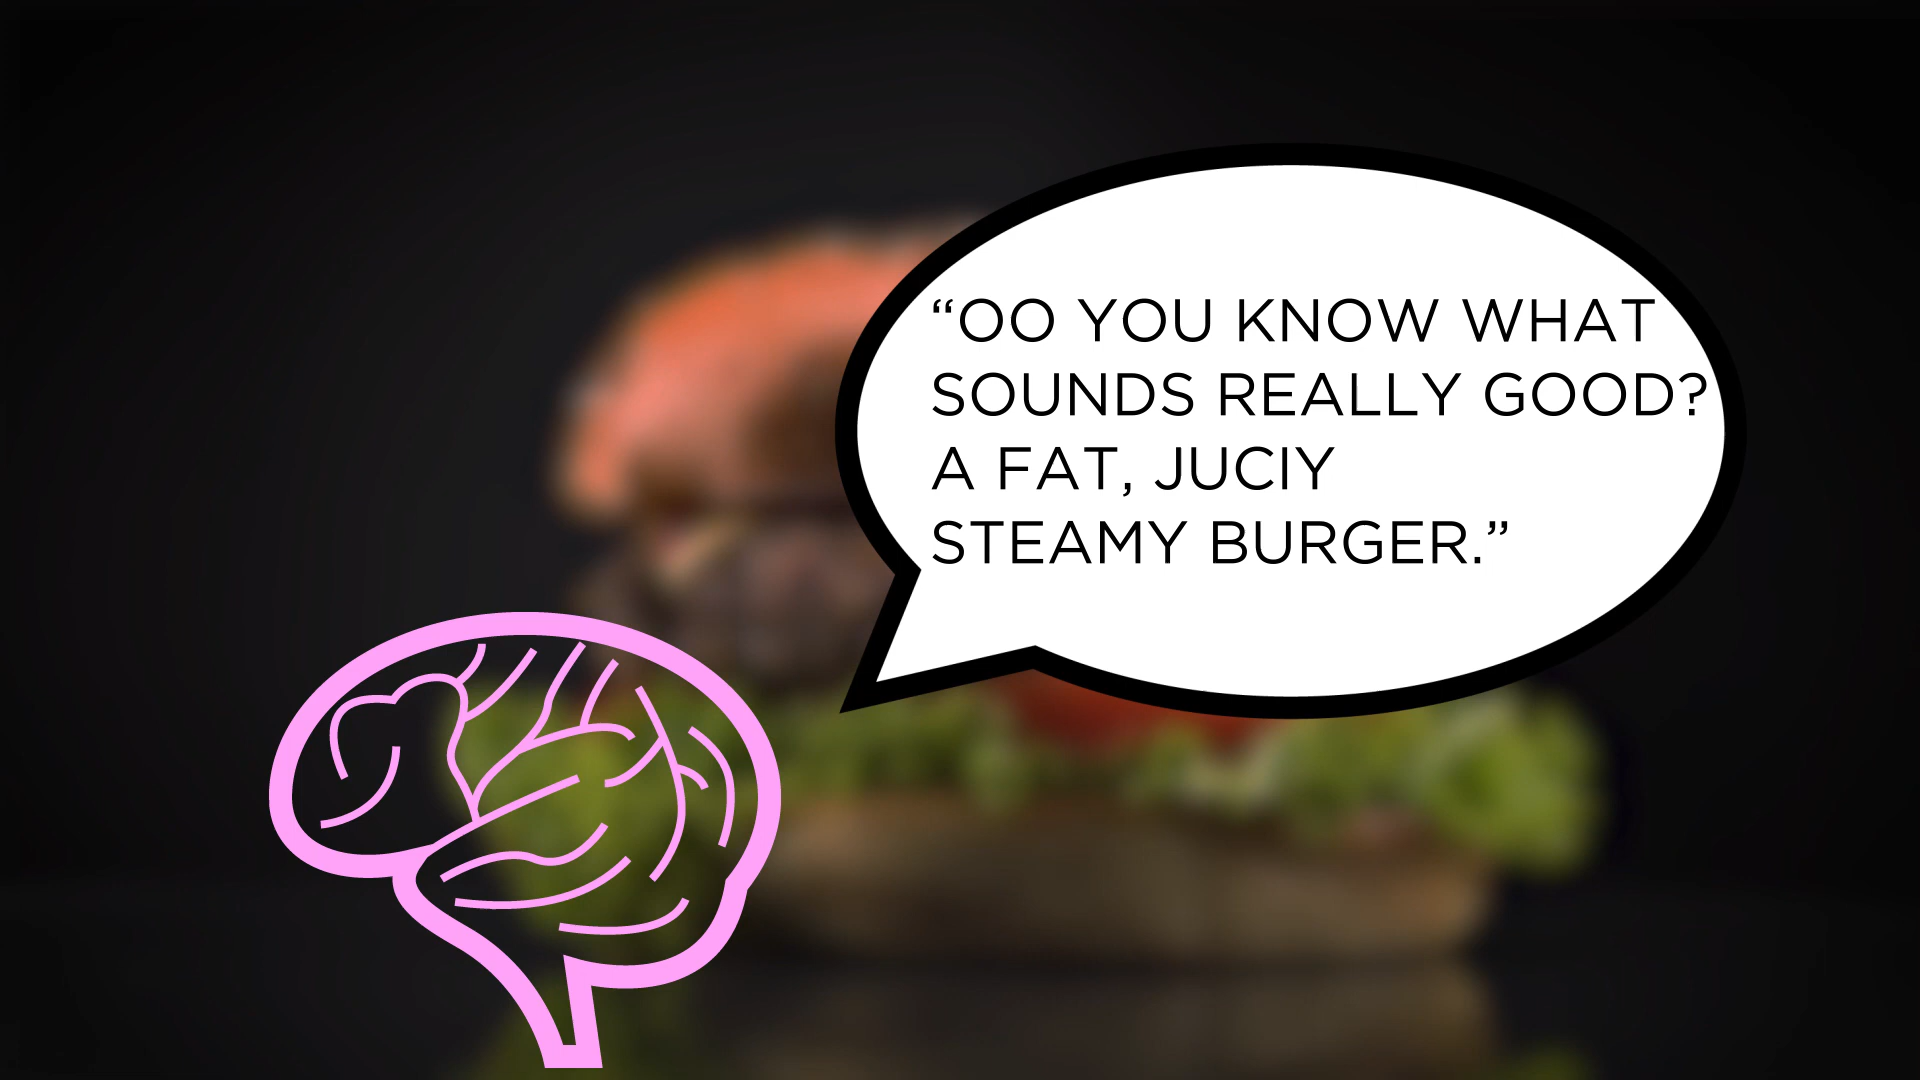 “OO YOU KNOW WHAT
SOUNDS REALLY GOOD?
A FAT, JUCIY
STEAMY BURGER.”